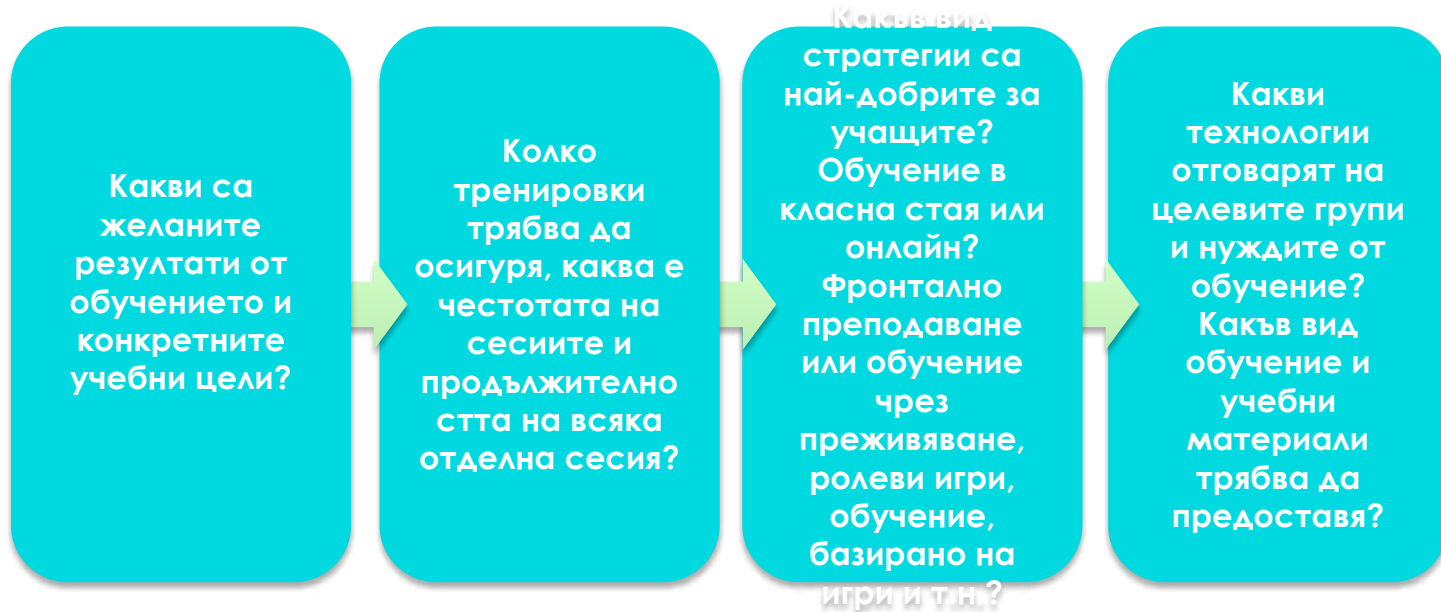 Какви са
желаните
резултати от
обучението и
конкретните
учебни цели?
Колко
тренировки
трябва да
осигуря, каква е
честотата на
сесиите и
продължително
стта на всяка
отделна сесия?
Какъв вид
стратегии са
най-добрите за
учащите?
Обучение в
класна стая или
онлайн?
Фронтално
преподаване
или обучение
чрез
преживяване,
ролеви игри,
обучение,
базирано на
игри и т.н.?
Какви
технологии
отговарят на
целевите групи
и нуждите от
обучение?
Какъв вид
обучение и
учебни
материали
трябва да
предоставя?